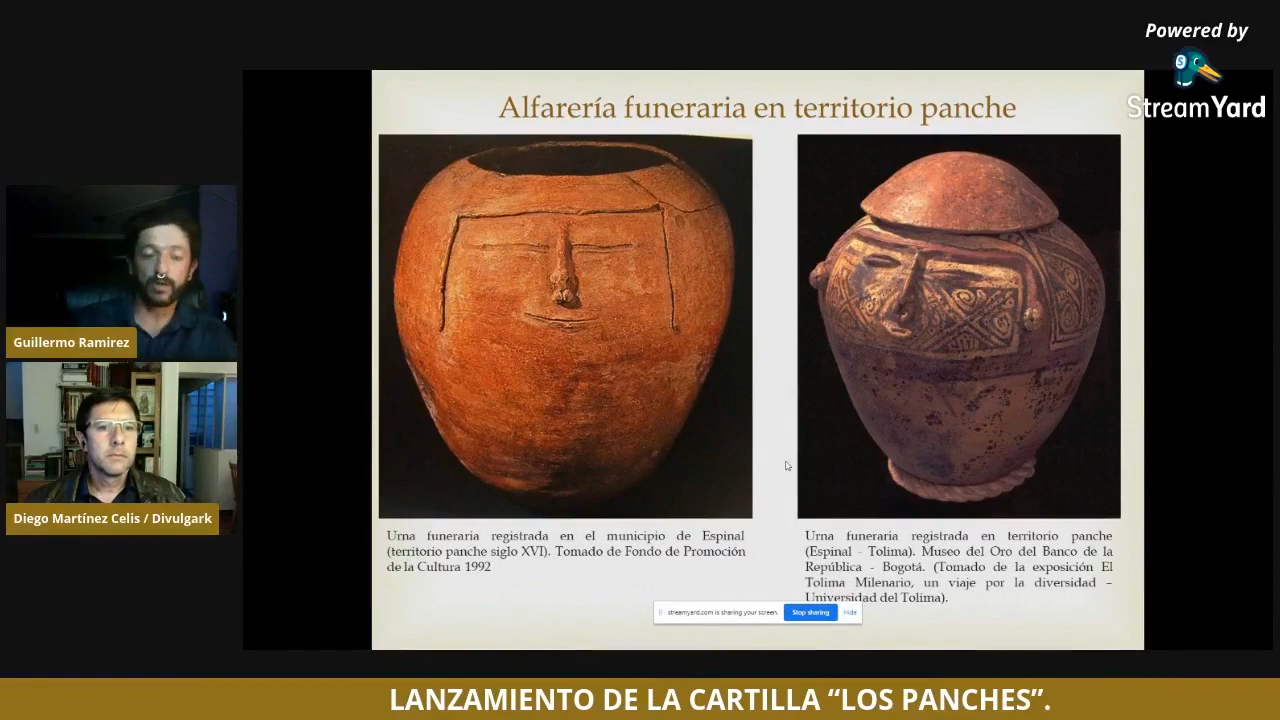 Powered by
StreamYard
Alfarería funeraria en territorio panche
Guillermo Ramirez
Diego Martínez Celis / Divulgark
Urna funeraria registrada en el municipio de Espinal
(territorio panche siglo XVI). Tomado de Fondo de Promoción
de la Cultura 1992
Urna funeraria registrada en territorio panche
(Espinal - Tolima). Museo del Oro del Banco de la
República - Bogotá. (Tomado de la exposición El
Tolima Milenario, un viaje por la diversidad –
Universidad del Tolima).
streamyard.com is sharing your screen.
Stop sharing
Hide
LANZAMIENTO DE LA CARTILLA “LOS PANCHES”.